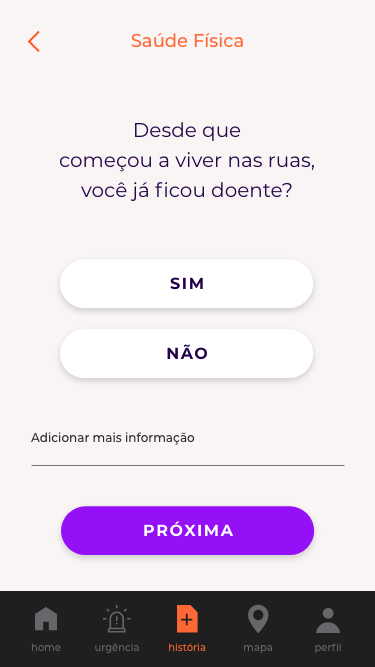 Saúde Física
Desde que
começou a viver nas ruas,
você já ficou doente?
SIM
NÃO
Adicionar mais informação
PRÓXIMA
home
urgência
história
mapa
perfil